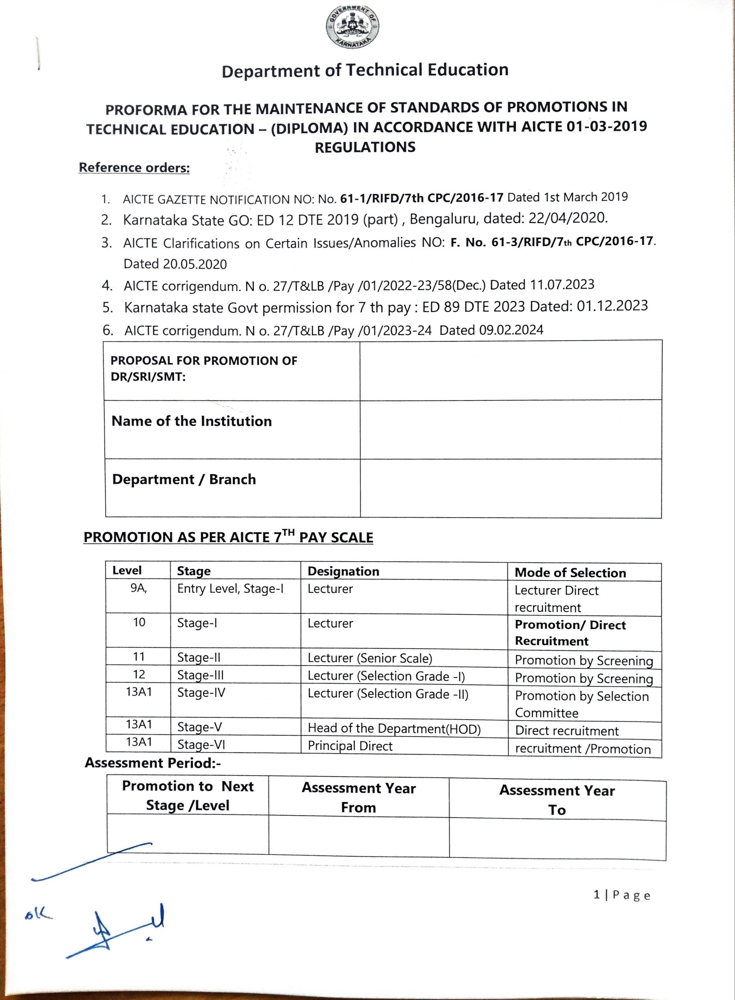 GOVERNMENT OF
KARNATAKA
Department of Technical Education
PROFORMA FOR THE MAINTENANCE OF STANDARDS OF PROMOTIONS IN
TECHNICAL EDUCATION – (DIPLOMA) IN ACCORDANCE WITH AICTE 01-03-2019
REGULATIONS
Reference orders:
1. AICTE GAZETTE NOTIFICATION NO: No. 61-1/RIFD/7th CPC/2016-17 Dated 1st March 2019
2. Karnataka State GO: ED 12 DTE 2019 (part) , Bengaluru, dated: 22/04/2020.
3. AICTE Clarifications on Certain Issues/Anomalies NO: F. No. 61-3/RIFD/7th CPC/2016-17.
Dated 20.05.2020
4. AICTE corrigendum. N o. 27/T&LB /Pay /01/2022-23/58(Dec.) Dated 11.07.2023
5. Karnataka state Govt permission for 7 th pay : ED 89 DTE 2023 Dated: 01.12.2023
6. AICTE corrigendum. N o. 27/T&LB /Pay /01/2023-24 Dated 09.02.2024
PROPOSAL FOR PROMOTION OF
DR/SRI/SMT:
Name of the Institution
Department / Branch
PROMOTION AS PER AICTE 7TH PAY SCALE
Level Stage Designation Mode of Selection
9A, Entry Level, Stage-I Lecturer Lecturer Direct
recruitment
10 Stage-I Lecturer Promotion/ Direct
Recruitment
11 Stage-II Lecturer (Senior Scale) Promotion by Screening
12 Stage-III Lecturer (Selection Grade -I) Promotion by Screening
13A1 Stage-IV Lecturer (Selection Grade -II) Promotion by Selection
Committee
13A1 Stage-V Head of the Department(HOD) Direct recruitment
13A1 Stage-VI Principal Direct recruitment /Promotion
Assessment Period:-
Promotion to Next Assessment Year Assessment Year
Stage /Level From To
1 | P a g e
OK